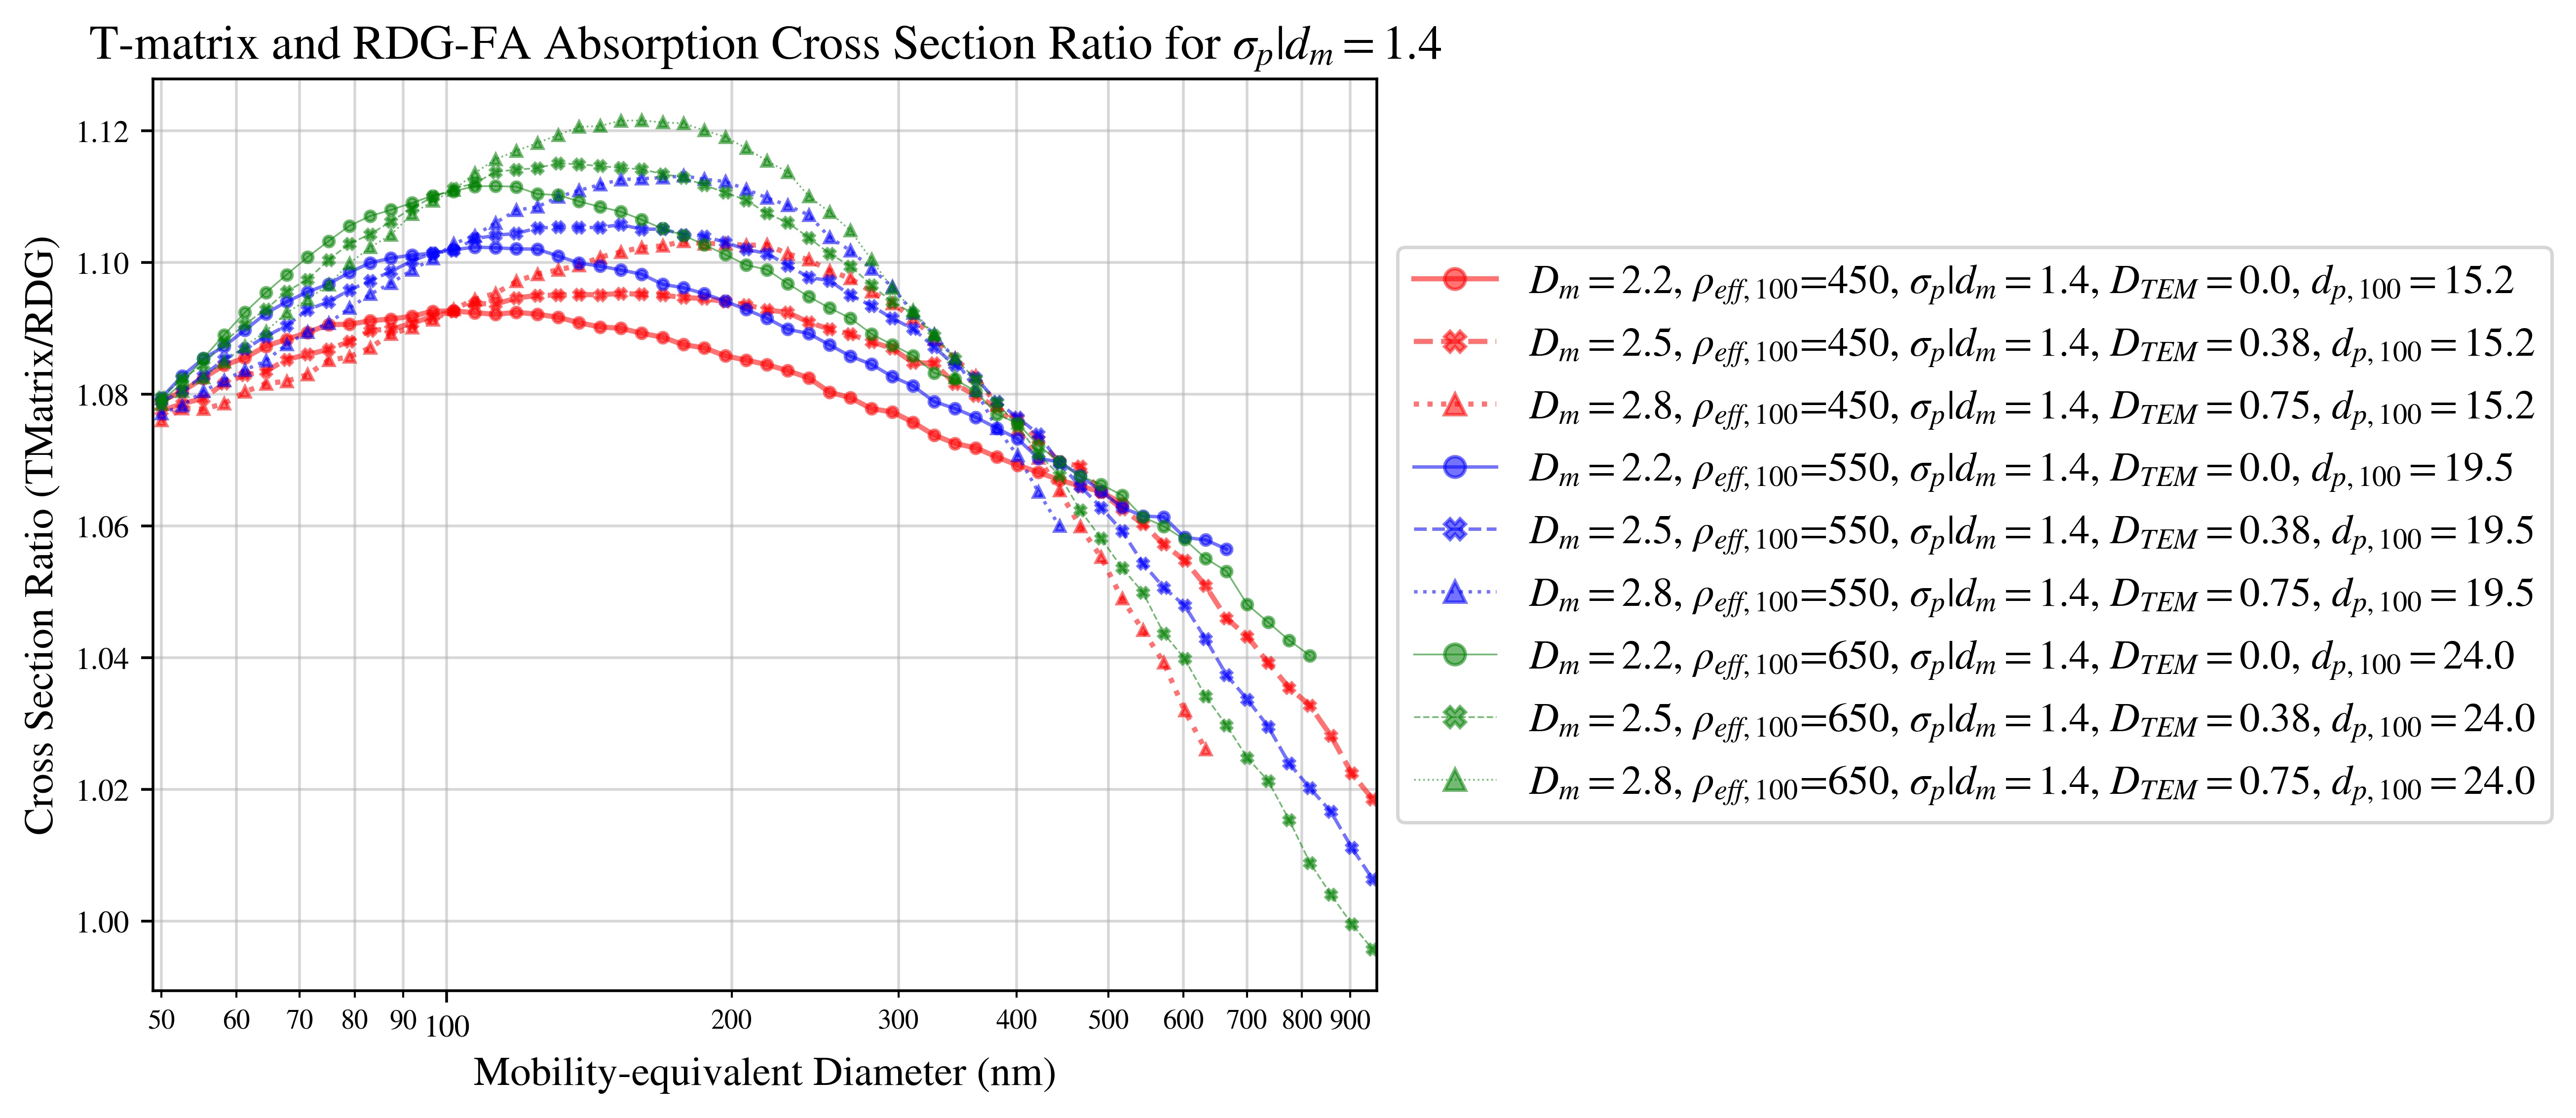 T-matrix and RDG-FA Absorption Cross Section Ratio for σp|dm = 1.4
Cross Section Ratio (TMatrix/RDG)
1.12
1.10
1.08
1.06
1.04
1.02
1.00
50 60 70 80 90 100 200 300 400 500 600 700 800 900
Mobility-equivalent Diameter (nm)
Dm = 2.2, ρeff,100=450, σp|dm = 1.4, DTEM = 0.0, dp,100 = 15.2
Dm = 2.5, ρeff,100=450, σp|dm = 1.4, DTEM = 0.38, dp,100 = 15.2
Dm = 2.8, ρeff,100=450, σp|dm = 1.4, DTEM = 0.75, dp,100 = 15.2
Dm = 2.2, ρeff,100=550, σp|dm = 1.4, DTEM = 0.0, dp,100 = 19.5
Dm = 2.5, ρeff,100=550, σp|dm = 1.4, DTEM = 0.38, dp,100 = 19.5
Dm = 2.8, ρeff,100=550, σp|dm = 1.4, DTEM = 0.75, dp,100 = 19.5
Dm = 2.2, ρeff,100=650, σp|dm = 1.4, DTEM = 0.0, dp,100 = 24.0
Dm = 2.5, ρeff,100=650, σp|dm = 1.4, DTEM = 0.38, dp,100 = 24.0
Dm = 2.8, ρeff,100=650, σp|dm = 1.4, DTEM = 0.75, dp,100 = 24.0